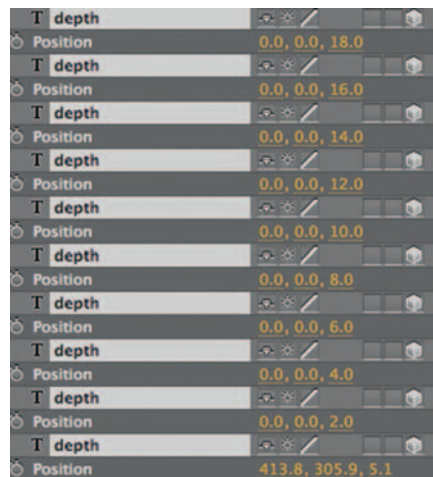 T depth
Position 0.0, 0.0, 18.0
T depth
Position 0.0, 0.0, 16.0
T depth
Position 0.0, 0.0, 14.0
T depth
Position 0.0, 0.0, 12.0
T depth
Position 0.0, 0.0, 10.0
T depth
Position 0.0, 0.0, 8.0
T depth
Position 0.0, 0.0, 6.0
T depth
Position 0.0, 0.0, 4.0
T depth
Position 0.0, 0.0, 2.0
T depth
Position 413.8, 305.9, 5.1